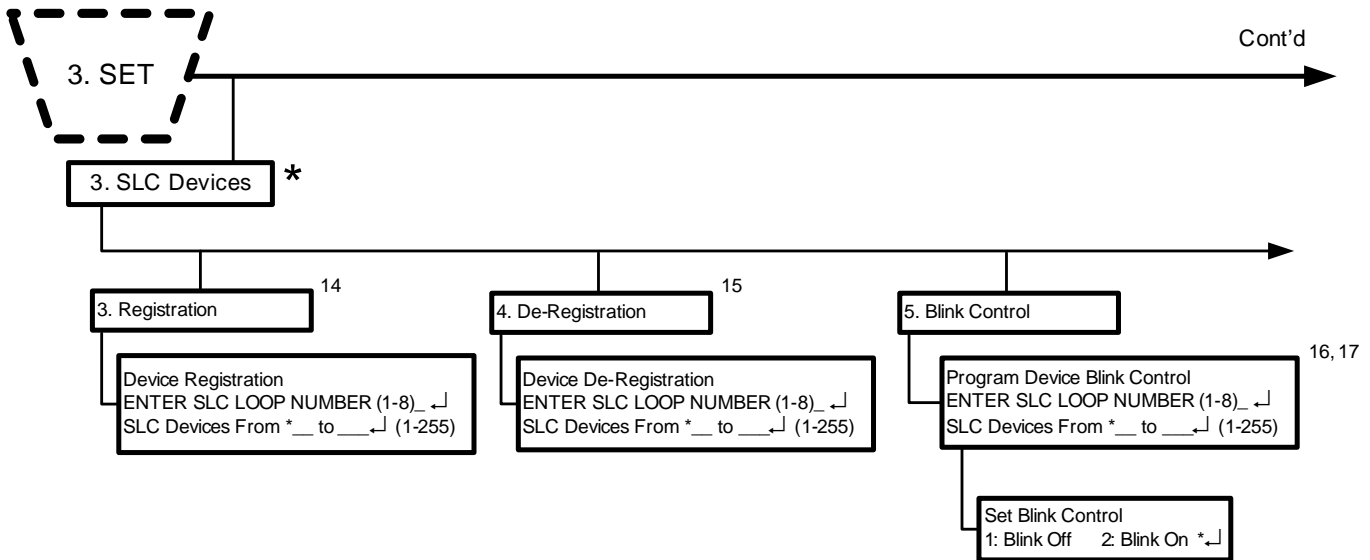 Cont’d
3. SET
3. SLC Devices *
3. Registration
14
Device Registration
ENTER SLC LOOP NUMBER (1-8)_ ↵
SLC Devices From *__ to ___↵ (1-255)
4. De-Registration
15
Device De-Registration
ENTER SLC LOOP NUMBER (1-8)_ ↵
SLC Devices From *__ to ___↵ (1-255)
5. Blink Control
16, 17
Program Device Blink Control
ENTER SLC LOOP NUMBER (1-8)_ ↵
SLC Devices From *__ to ___↵ (1-255)
Set Blink Control
1: Blink Off 2: Blink On *↵